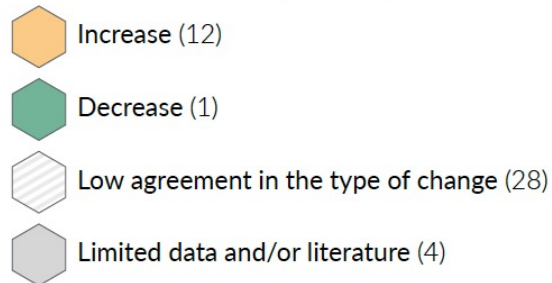 Increase (12)
Decrease (1)
Low agreement in the type of change (28)
Limited data and/or literature (4)